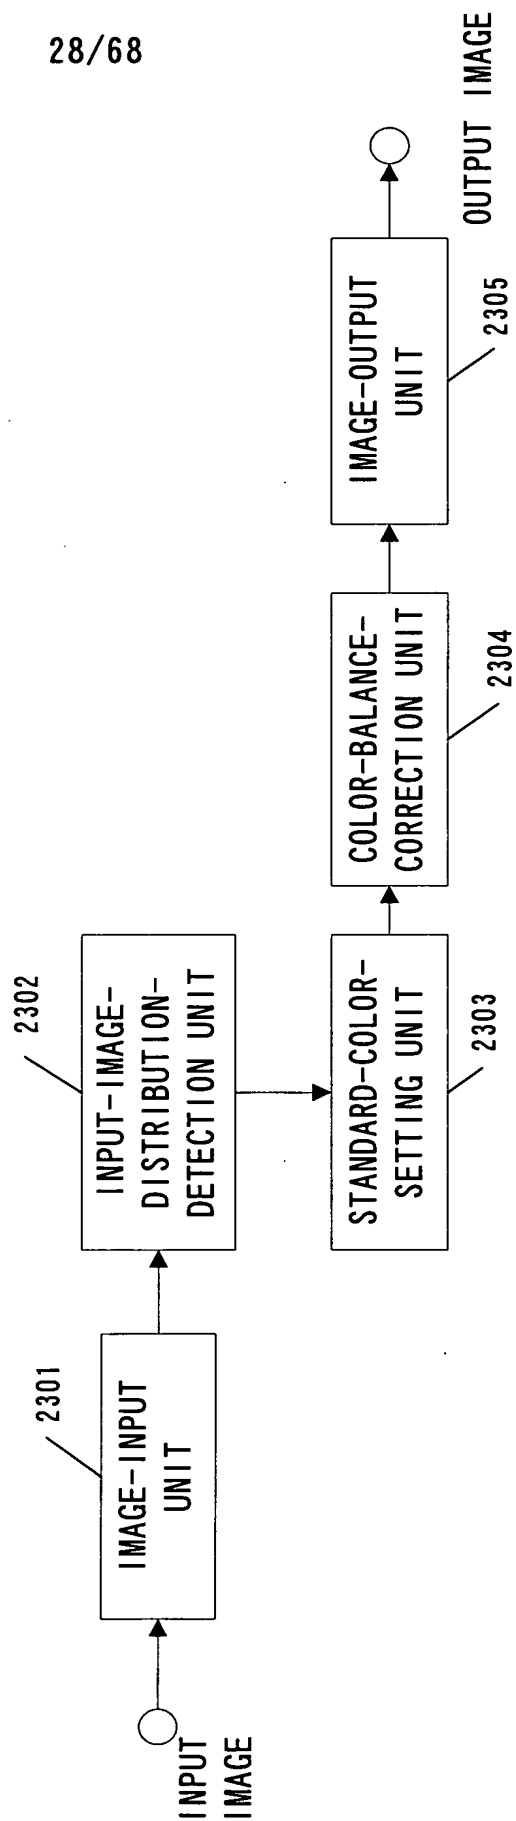 28/68
INPUT
IMAGE
2301
IMAGE-INPUT
UNIT
2302
INPUT-IMAGE-
DISTRIBUTION-
DETECTION UNIT
STANDARD-COLOR-
SETTING UNIT
2303
COLOR-BALANCE-
CORRECTION UNIT
2304
IMAGE-OUTPUT
UNIT
2305
OUTPUT IMAGE